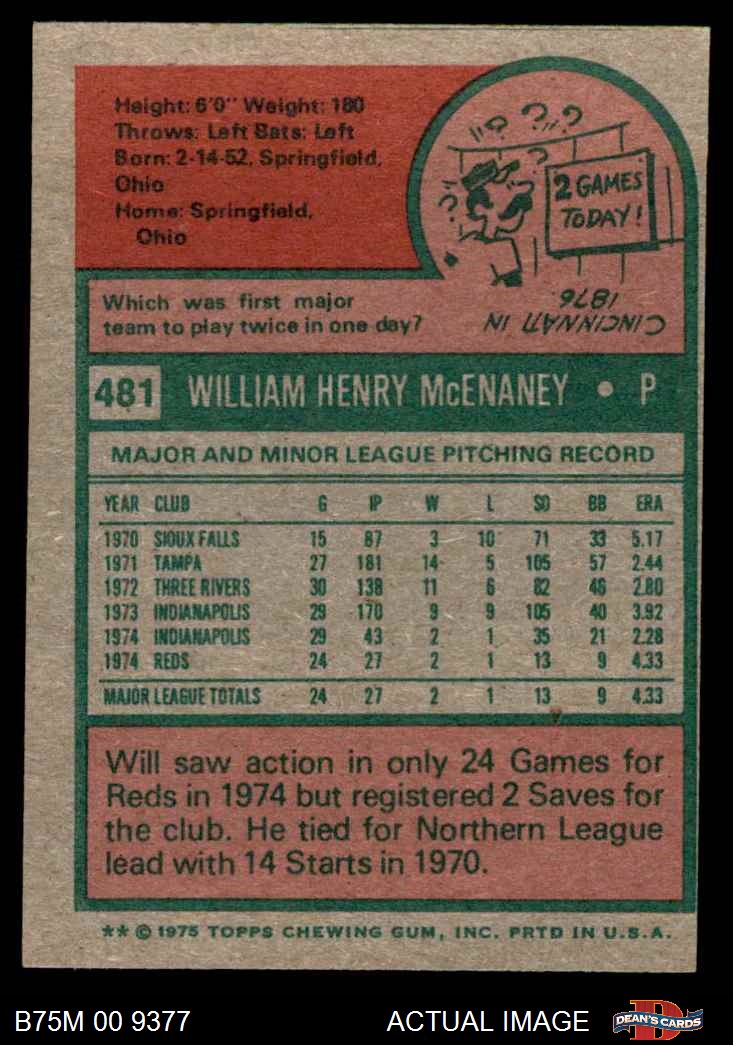 Height: 6'0" Weight: 180
Throws: Left Bats: Left
Born: 2-14-52, Springfield,
Ohio
Home: Springfield,
Ohio
? ? ?
? ?
2 GAMES
TODAY!
Which was first major
team to play twice in one day?
CINCINNATI IN
1876
481 WILLIAM HENRY McENANEY • P
MAJOR AND MINOR LEAGUE PITCHING RECORD
YEAR CLUB G IP W L SO BB ERA
1970 SIOUX FALLS 15 87 3 10 71 33 5.17
1971 TAMPA 27 181 14 5 105 57 2.44
1972 THREE RIVERS 30 138 11 6 82 46 2.80
1973 INDIANAPOLIS 29 170 9 9 105 40 3.92
1974 INDIANAPOLIS 29 43 2 1 35 21 2.28
1974 REDS 24 27 2 1 13 9 4.33
MAJOR LEAGUE TOTALS 24 27 2 1 13 9 4.33
Will saw action in only 24 Games for
Reds in 1974 but registered 2 Saves for
the club. He tied for Northern League
lead with 14 Starts in 1970.
** © 1975 TOPPS CHEWING GUM, INC. PRTD IN U.S.A.
B75M 00 9377 ACTUAL IMAGE D DEAN'S CARDS